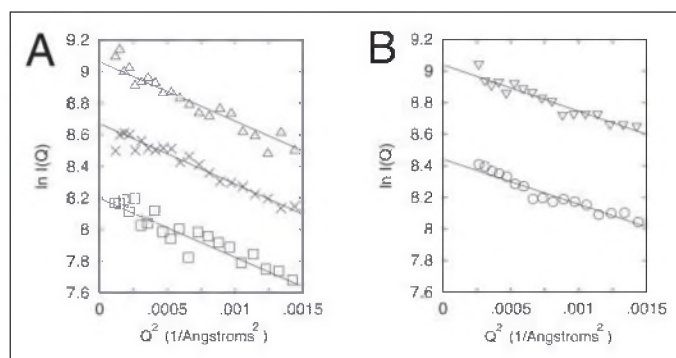 A
9.2
9
8.8
8.6
8.4
8.2
8
7.8
7.6
ln I(Q)
0 .0005 .001 .0015
Q² (1/Angstroms²)
B
9.2
9
8.8
8.6
8.4
8.2
8
7.8
7.6
ln I(Q)
0 .0005 .001 .0015
Q² (1/Angstroms²)